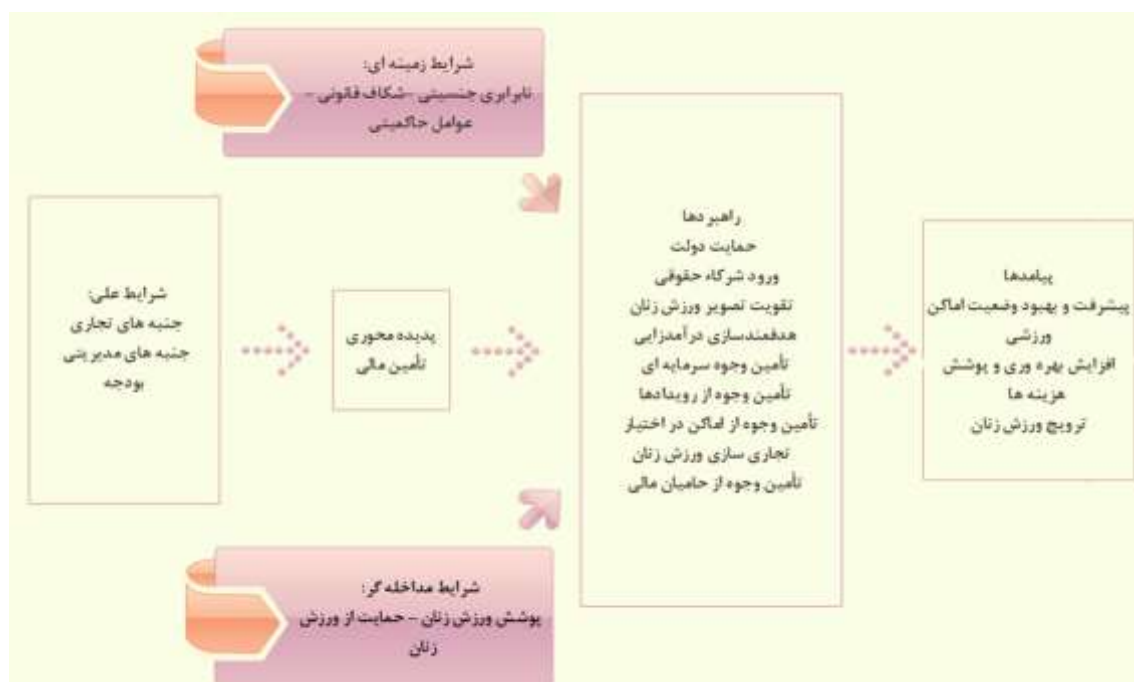 شرایط زمینه ای:
نابرابری جنسیتی -شکاف قانونی -
عوامل حاکمیتی
شرایط علی:
جنبه های تجاری
جنبه های مدیریتی
بودجه
پدیده محوری
تأمین مالی
راهبردها
حمایت دولت
ورود شرکاء حقوقی
تقویت تصویر ورزش زنان
هدفمندسازی درآمدزایی
تأمین وجوه سرمایه ای
تأمین وجوه از رویدادها
تأمین وجوه از اماکن در اختیار
تجاری سازی ورزش زنان
تأمین وجوه از حامیان مالی
پیامدها
پیشرفت و بهبود وضعیت اماکن
ورزشی
افزایش بهره وری و پوشش
هزینه ها
ترویج ورزش زنان
شرایط مداخله گر:
پوشش ورزش زنان - حمایت از ورزش
زنان